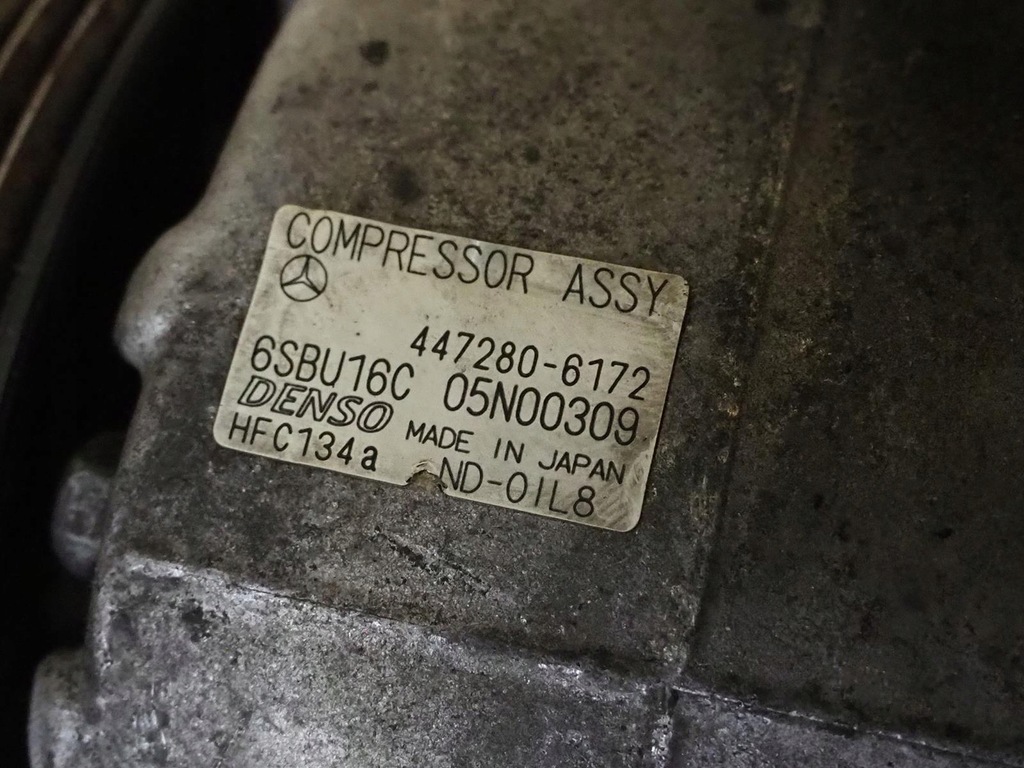 COMPRESSOR ASSY
447280-6172
6SBU16C 05N00309
DENSO MADE IN JAPAN
HFC134a ND-OIL8